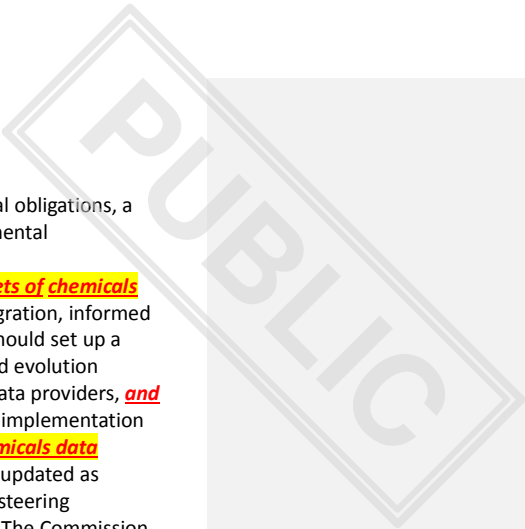 al obligations, a
mental
ets of chemicals
gration, informed
hould set up a
d evolution
ata providers, and
implementation
micals data
updated as
steering
The Commission
PUBLIC